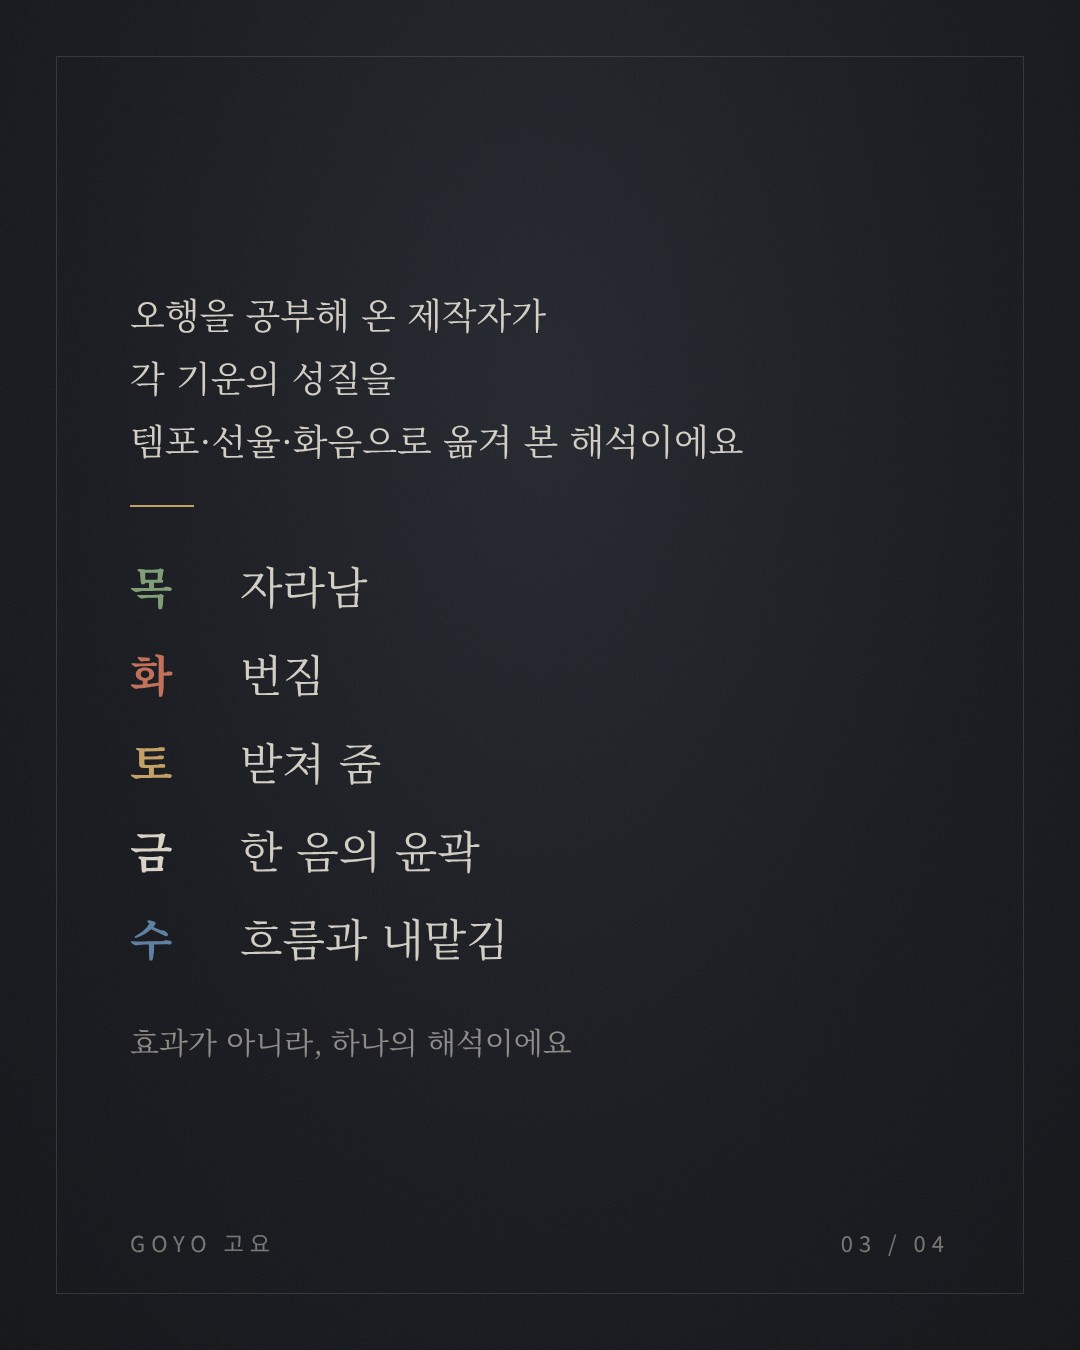 오행을 공부해 온 제작자가
각 기운의 성질을
템포·선율·화음으로 옮겨 본 해석이에요
목 자라남
화 번짐
토 받쳐 줌
금 한 음의 윤곽
수 흐름과 내맡김
효과가 아니라, 하나의 해석이에요
GOYO 고요
03 / 04